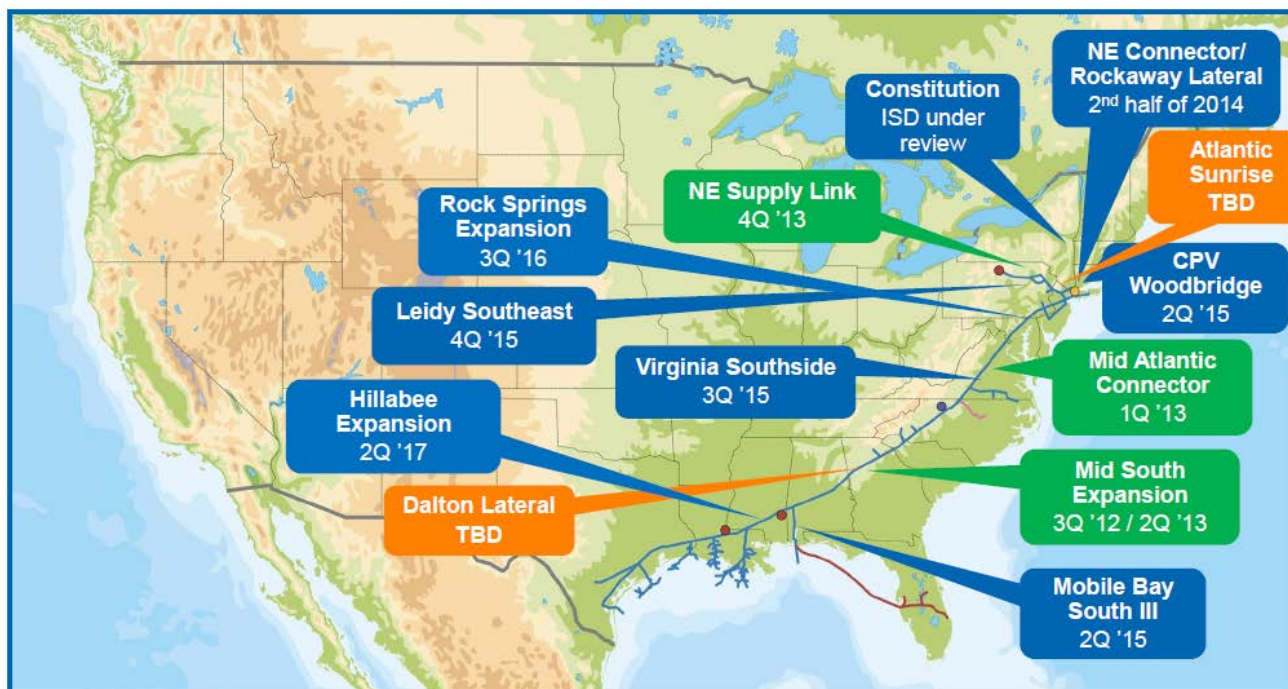 NE Connector/
Rockaway Lateral
2nd half of 2014
Constitution
ISD under
review
Atlantic
Sunrise
TBD
NE Supply Link
4Q '13
Rock Springs
Expansion
3Q '16
CPV
Woodbridge
2Q '15
Leidy Southeast
4Q '15
Virginia Southside
3Q '15
Mid Atlantic
Connector
1Q '13
Hillabee
Expansion
2Q '17
Mid South
Expansion
3Q '12 / 2Q '13
Dalton Lateral
TBD
Mobile Bay
South III
2Q '15